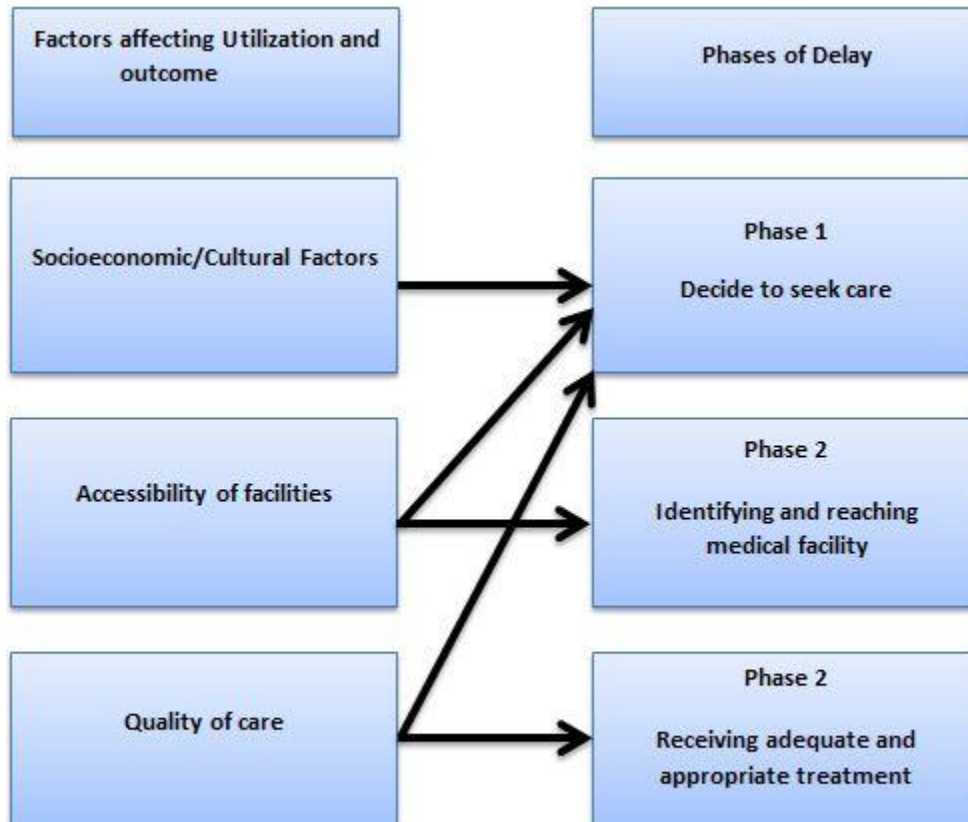 Factors affecting Utilization and
outcome
Phases of Delay
Socioeconomic/Cultural Factors
Phase 1
Decide to seek care
Accessibility of facilities
Phase 2
Identifying and reaching
medical facility
Quality of care
Phase 2
Receiving adequate and
appropriate treatment